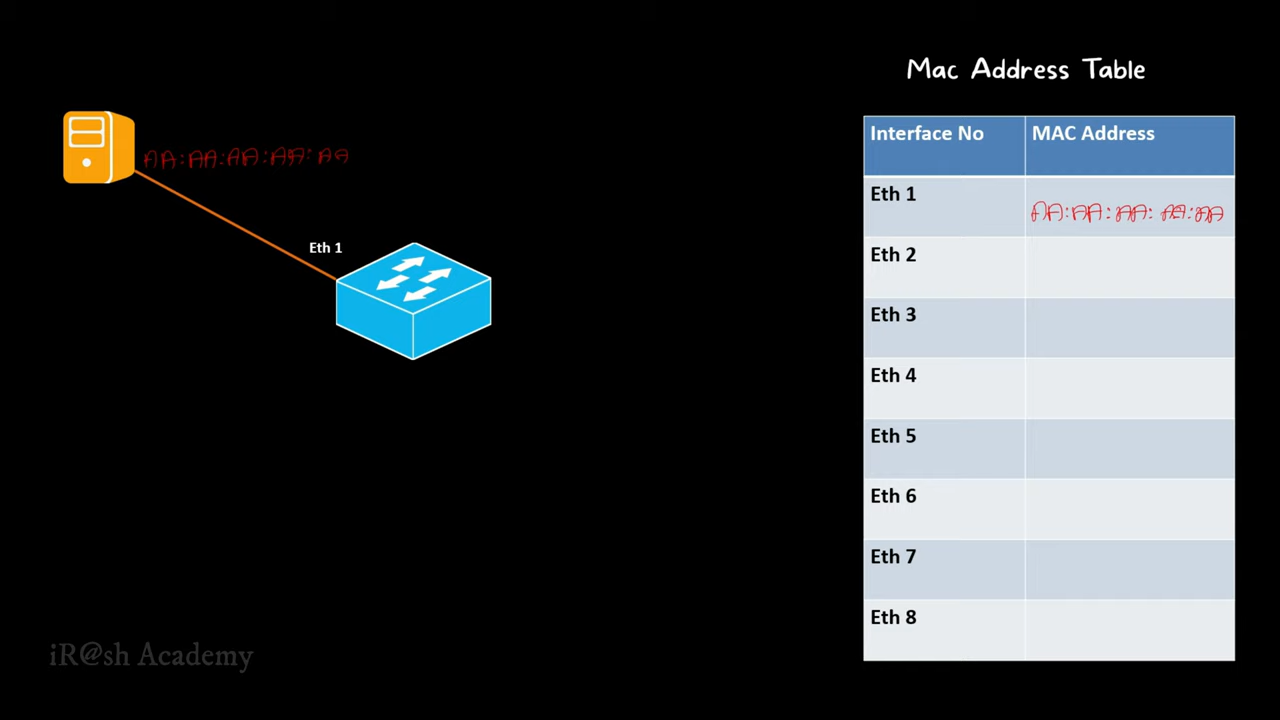 Mac Address Table
Interface No MAC Address
AA:AA:AA:AA:AA
Eth 1 AA:AA:AA:AA:AA
Eth 1
Eth 2
Eth 3
Eth 4
Eth 5
Eth 6
Eth 7
Eth 8
iR@sh Academy